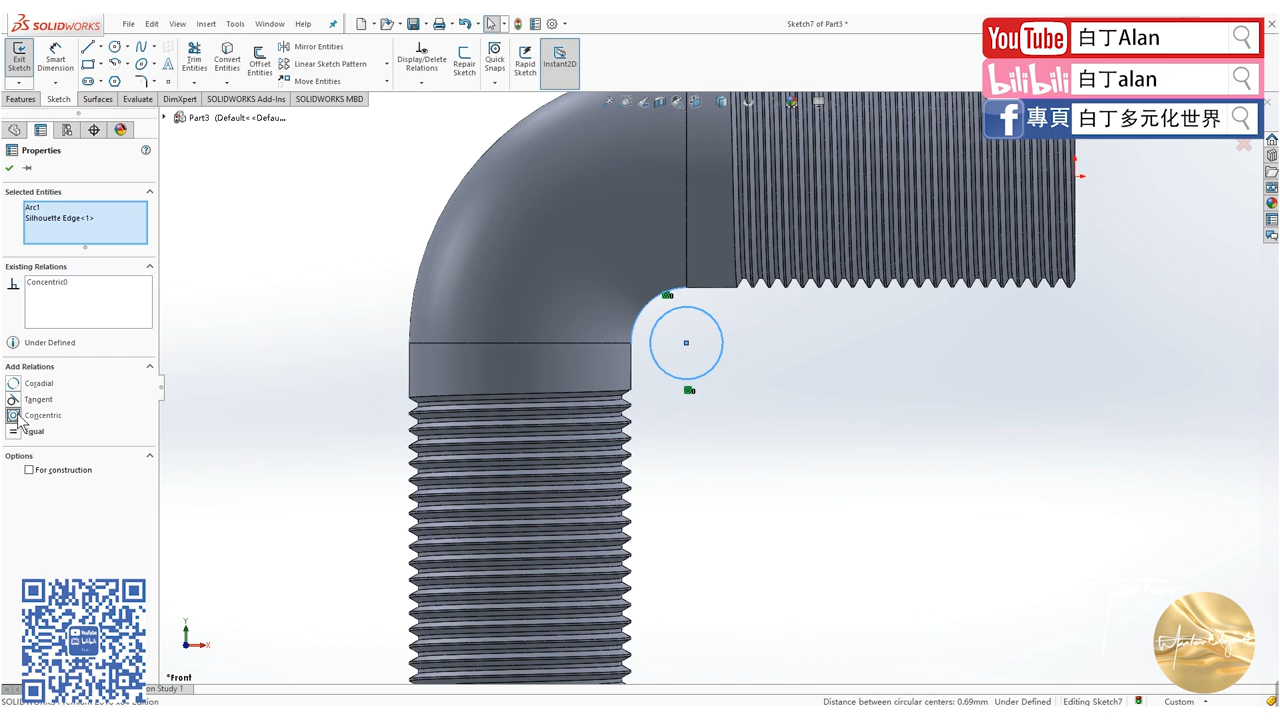 SOLIDWORKS
File Edit View Insert Tools Window Help
Sketch7 of Part3 *
Exit Sketch
Smart Dimension
Trim Entities
Convert Entities
Offset Entities
Mirror Entities
Linear Sketch Pattern
Move Entities
Display/Delete Relations
Repair Sketch
Quick Snaps
Rapid Sketch
Instant2D
YouTube 白丁Alan
bilibili 白丁alan
f 專頁 白丁多元化世界
Features Sketch Surfaces Evaluate DimXpert SOLIDWORKS Add-Ins SOLIDWORKS MBD
Part3 (Default<<Defau...
Properties
Selected Entities
Arc1
Silhouette Edge<1>
Existing Relations
Concentric0
Under Defined
Add Relations
Coradial
Tangent
Concentric
Equal
Options
For construction
Y
X
*Front
on Study 1
Distance between circular centers: 0.69mm Under Defined Editing Sketch7 Custom